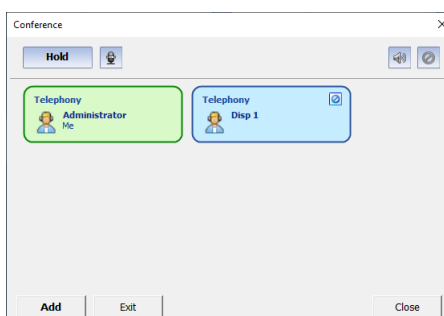 Conference
Hold
Telephony
Administrator
Me
Telephony
Disp 1
Add
Exit
Close